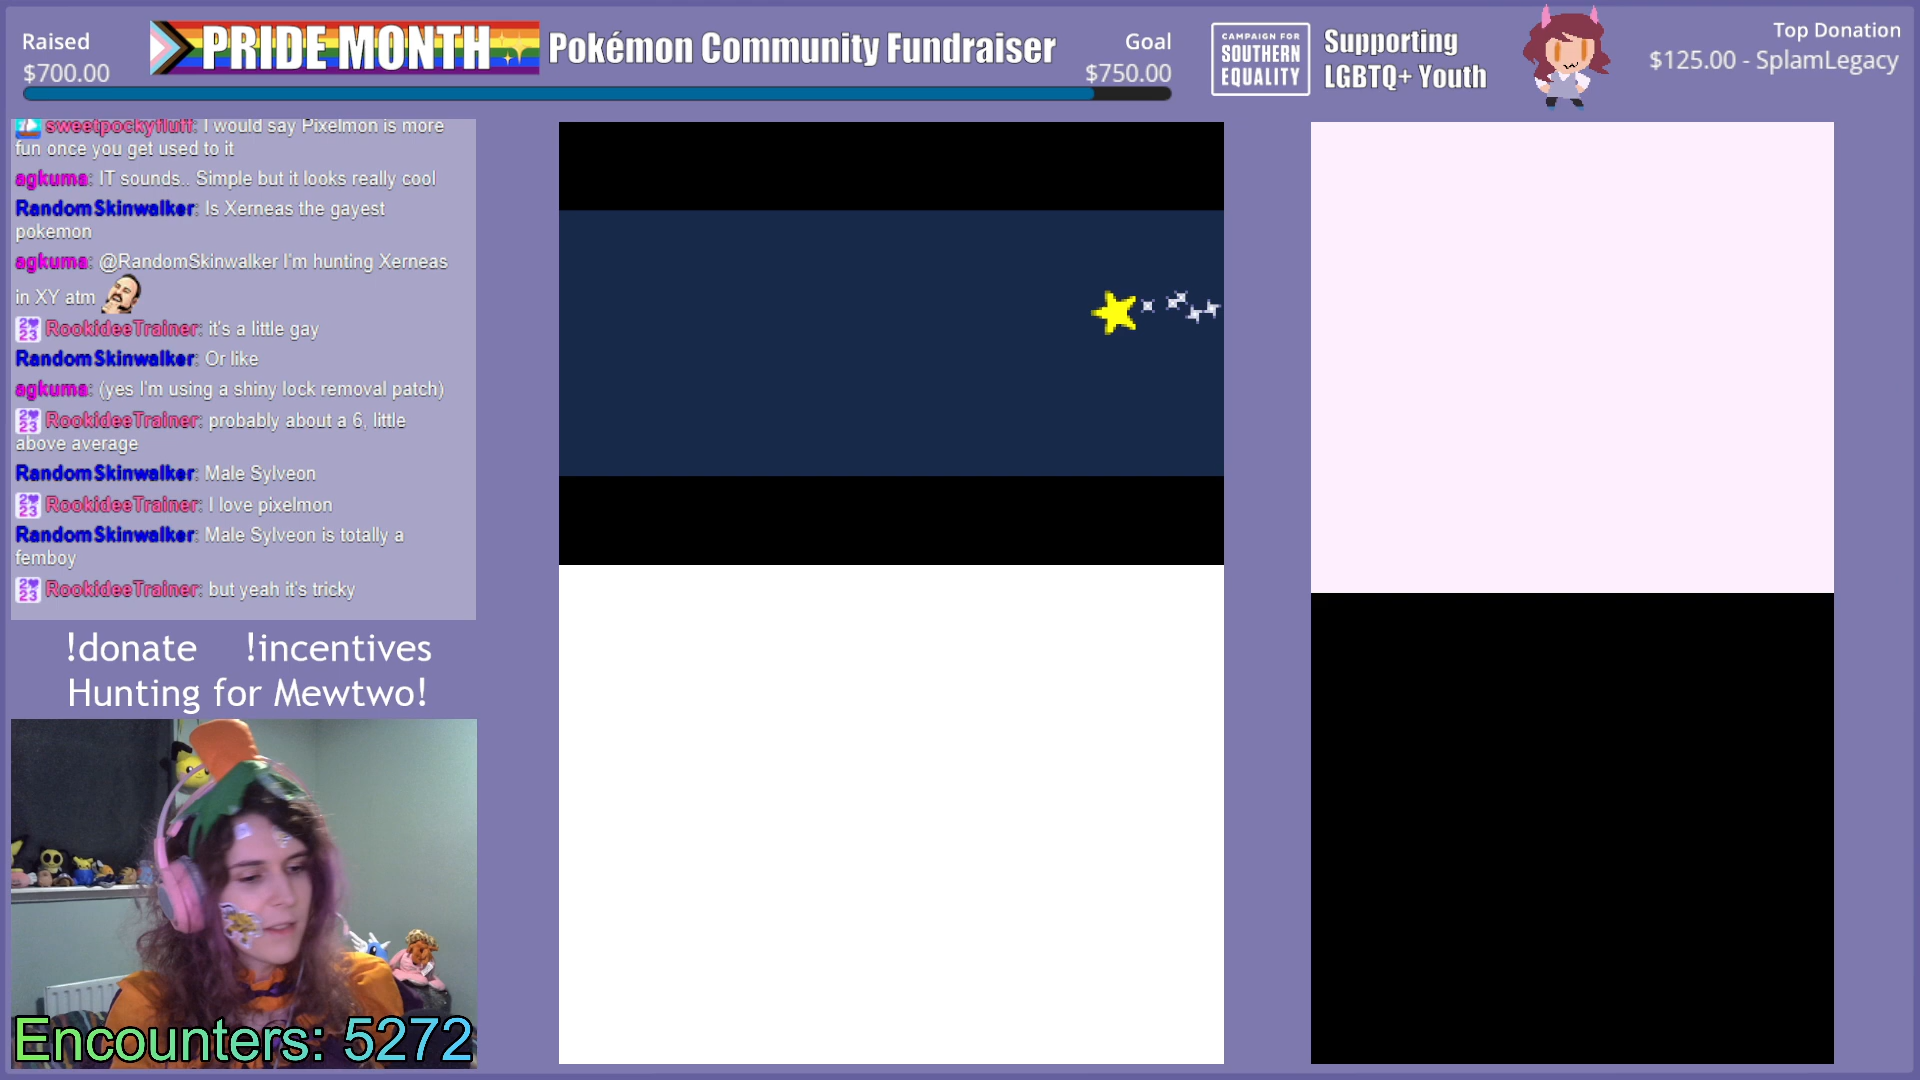 Raised
$700.00
PRIDE MONTH
Pokémon Community Fundraiser
Goal
$750.00
CAMPAIGN FOR
SOUTHERN
EQUALITY
Supporting
LGBTQ+ Youth
Top Donation
$125.00 - SplamLegacy
sweetpockyfluff: I would say Pixelmon is more
fun once you get used to it
agkuma: IT sounds.. Simple but it looks really cool
RandomSkinwalker: Is Xerneas the gayest
pokemon
agkuma: @RandomSkinwalker I'm hunting Xerneas
in XY atm
RookideeTrainer: it's a little gay
RandomSkinwalker: Or like
agkuma: (yes I'm using a shiny lock removal patch)
RookideeTrainer: probably about a 6, little
above average
RandomSkinwalker: Male Sylveon
RookideeTrainer: I love pixelmon
RandomSkinwalker: Male Sylveon is totally a
femboy
RookideeTrainer: but yeah it's tricky
!donate !incentives
Hunting for Mewtwo!
Encounters: 5272